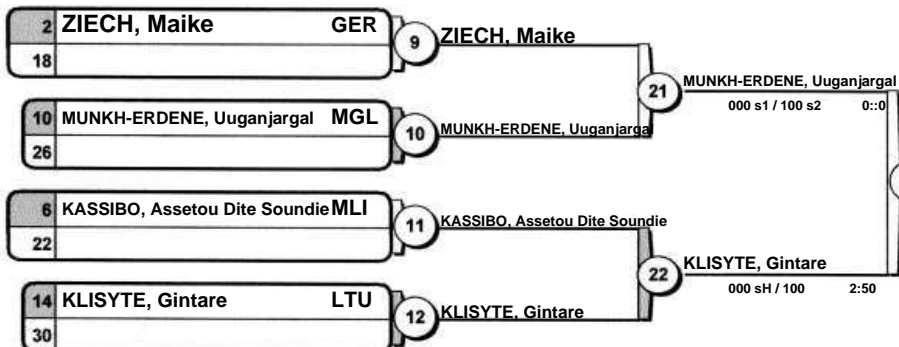 2 ZIECH, Maike GER
18
9 ZIECH, Maike
10 MUNKH-ERDENE, Uuganjargal MGL
26
10 MUNKH-ERDENE, Uuganjargal
21 MUNKH-ERDENE, Uuganjargal
000 s1 / 100 s2 0::0
6 KASSIBO, Assetou Dite Soundie MLI
22
11 KASSIBO, Assetou Dite Soundie
14 KLISYTE, Gintare LTU
30
12 KLISYTE, Gintare
22 KLISYTE, Gintare
000 sH / 100 2:50